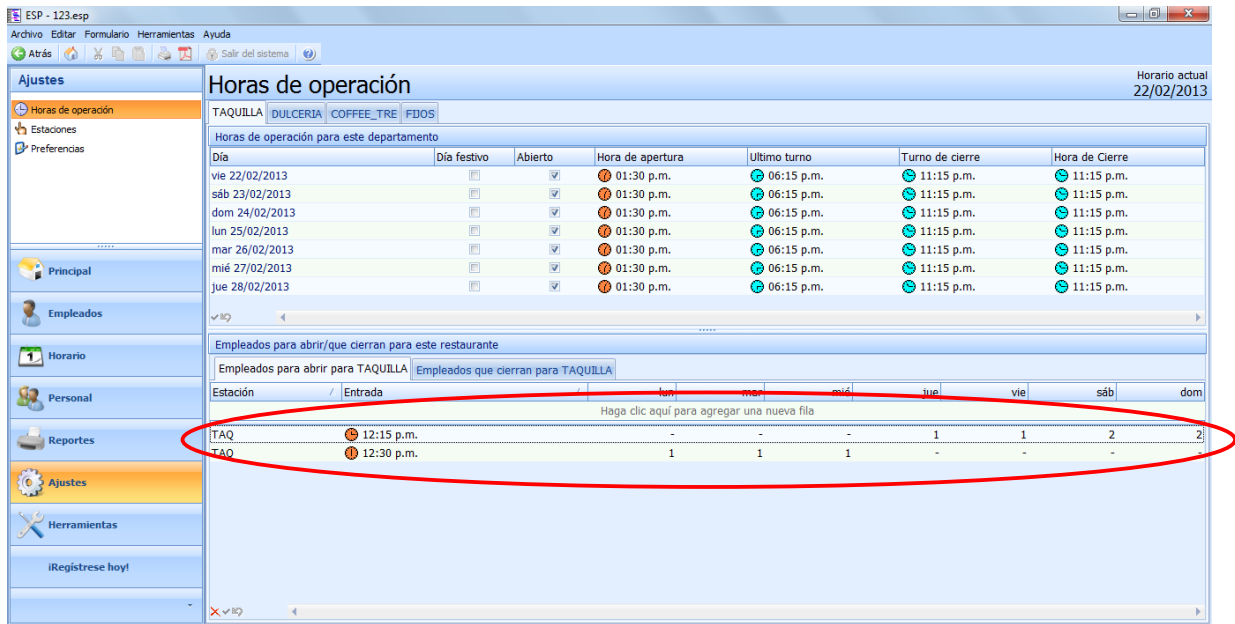 ESP - 123.esp
Archivo Editar Formulario Herramientas Ayuda
Atrás Salir del sistema
Ajustes
Horas de operación
Estaciones
Preferencias
Principal
Empleados
1 Horario
Personal
Reportes
Ajustes
Herramientas
¡Regístrese hoy!
Horas de operación
Horario actual
22/02/2013
TAQUILLA DULCERIA COFFEE_TRE FIJOS
Horas de operación para este departamento
Día Día festivo Abierto Hora de apertura Ultimo turno Turno de cierre Hora de Cierre
vie 22/02/2013 01:30 p.m. 06:15 p.m. 11:15 p.m. 11:15 p.m.
sáb 23/02/2013 01:30 p.m. 06:15 p.m. 11:15 p.m. 11:15 p.m.
dom 24/02/2013 01:30 p.m. 06:15 p.m. 11:15 p.m. 11:15 p.m.
lun 25/02/2013 01:30 p.m. 06:15 p.m. 11:15 p.m. 11:15 p.m.
mar 26/02/2013 01:30 p.m. 06:15 p.m. 11:15 p.m. 11:15 p.m.
mié 27/02/2013 01:30 p.m. 06:15 p.m. 11:15 p.m. 11:15 p.m.
jue 28/02/2013 01:30 p.m. 06:15 p.m. 11:15 p.m. 11:15 p.m.
Empleados para abrir/que cierran para este restaurante
Empleados para abrir para TAQUILLA Empleados que cierran para TAQUILLA
Estación Entrada lun mar mié jue vie sáb dom
Haga clic aquí para agregar una nueva fila
TAQ 12:15 p.m. - - - 1 1 2 2
TAQ 12:30 p.m. 1 1 1 - - - -